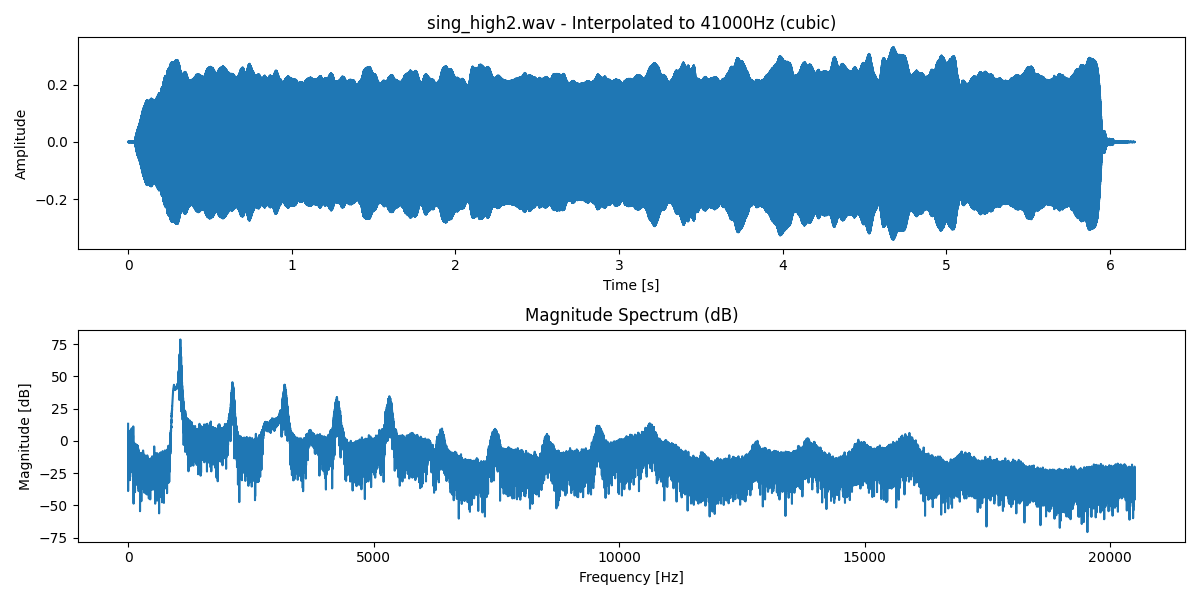 sing_high2.wav - Interpolated to 41000Hz (cubic)
0.2
0.0
−0.2
Amplitude
0 1 2 3 4 5 6
Time [s]
Magnitude Spectrum (dB)
75
50
25
0
−25
−50
−75
Magnitude [dB]
0 5000 10000 15000 20000
Frequency [Hz]